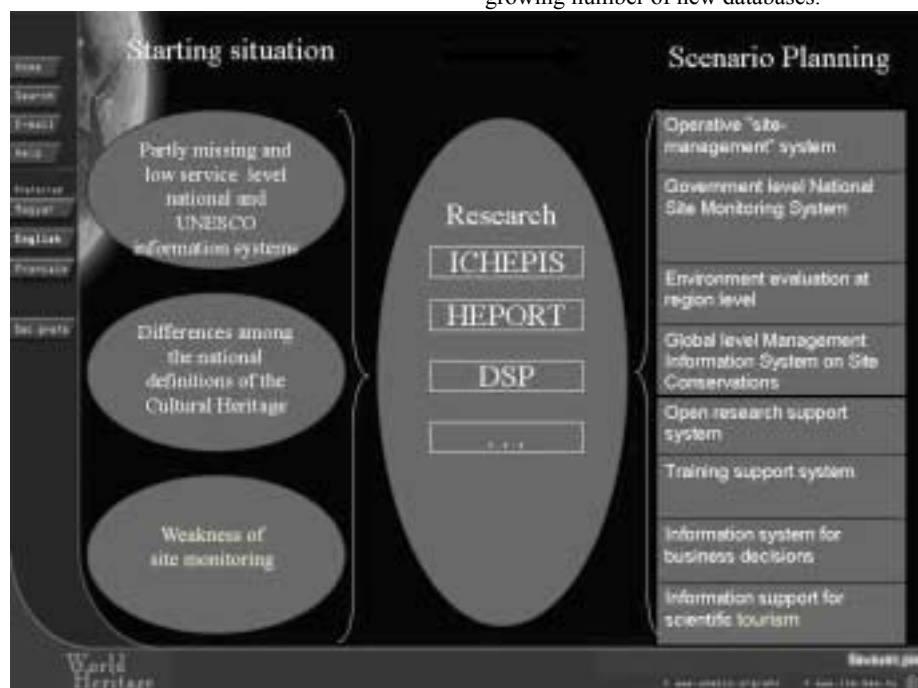 growing number of new databases.
Starting situation
Scenario Planning
Home
Search
E-mail
Help
Magyar
English
Français
Partly missing and
low service level
national and
UNESCO
information systems
Differences among
the national
definitions of the
Cultural Heritage
Weakness of
site monitoring
Research
ICHEPIS
HEPORT
DSP
. . .
Operative "site-
management" system
Government level National
Site Monitoring System
Environment evaluation at
region level
Global level Management
Information System on Site
Conservations
Open research support
system
Training support system
Information system for
business decisions
Information support for
scientific tourism
World
Heritage